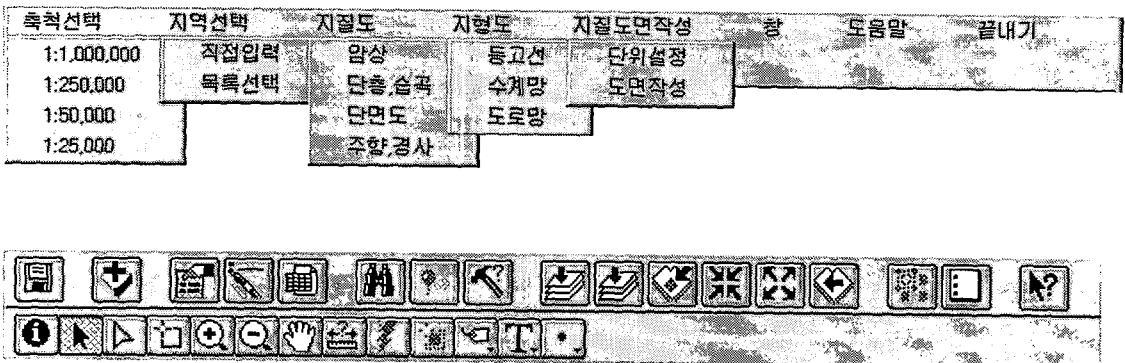 축척선택 지역선택 지질도 지형도 지질도면작성 창 도움말 끝내기
1:1,000,000 직접입력 암상 등고선 단위설정
1:250,000 목록선택 단층,습곡 수계망 도면작성
1:50,000 단면도 도로망
1:25,000 주향,경사
T